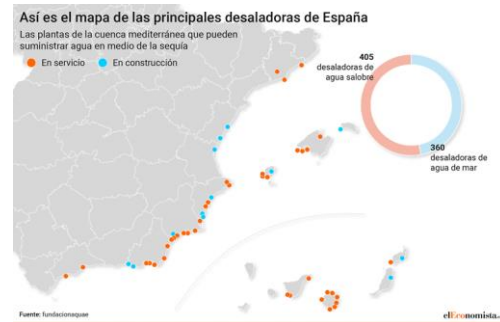 Así es el mapa de las principales desaladoras de España
Las plantas de la cuenca mediterránea que pueden
suministrar agua en medio de la sequía
En servicio
En construcción
405
desaladoras de
agua salobre
360
desaladoras de
agua de mar
Fuente: fundacionaquae
elEconomista.